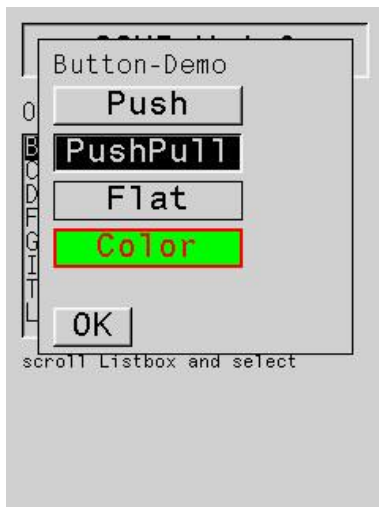 Button-Demo
O
Push
B
PushPull
C
D
Flat
F
G
Color
I
T
L
OK
scroll Listbox and select